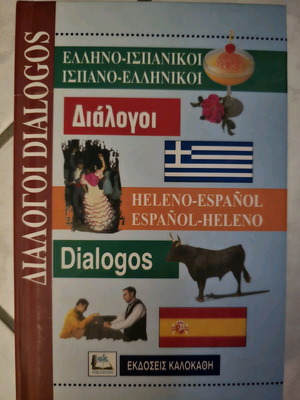 ΔΙΑΛΟΓΟΙ DIALOGOS
ΕΛΛΗΝΟ-ΙΣΠΑΝΙΚΟΙ
ΙΣΠΑΝΟ-ΕΛΛΗΝΙΚΟΙ
Διάλογοι
HELENO-ESPAÑOL
ESPAÑOL-HELENO
Dialogos
ΕΚΔΟΣΕΙΣ ΚΑΛΟΚΑΘΗ